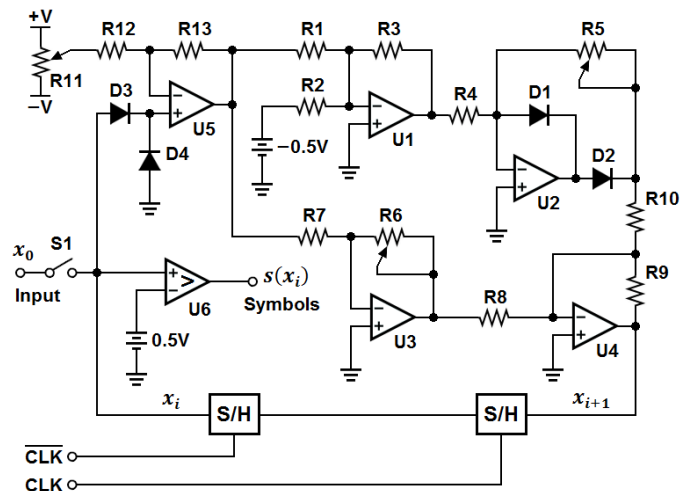 +V
R12
R13
R1
R3
R5
R11
−V
D3
R2
R4
D1
U5
−0.5V
U1
D4
D2
U2
R10
R7
R6
x₀
S1
s(xᵢ)
Input
U6
Symbols
R9
R8
U3
U4
0.5V
xᵢ
S/H
S/H
xᵢ₊₁
C̅L̅K̅
CLK
− + − + − + − + − + + − >